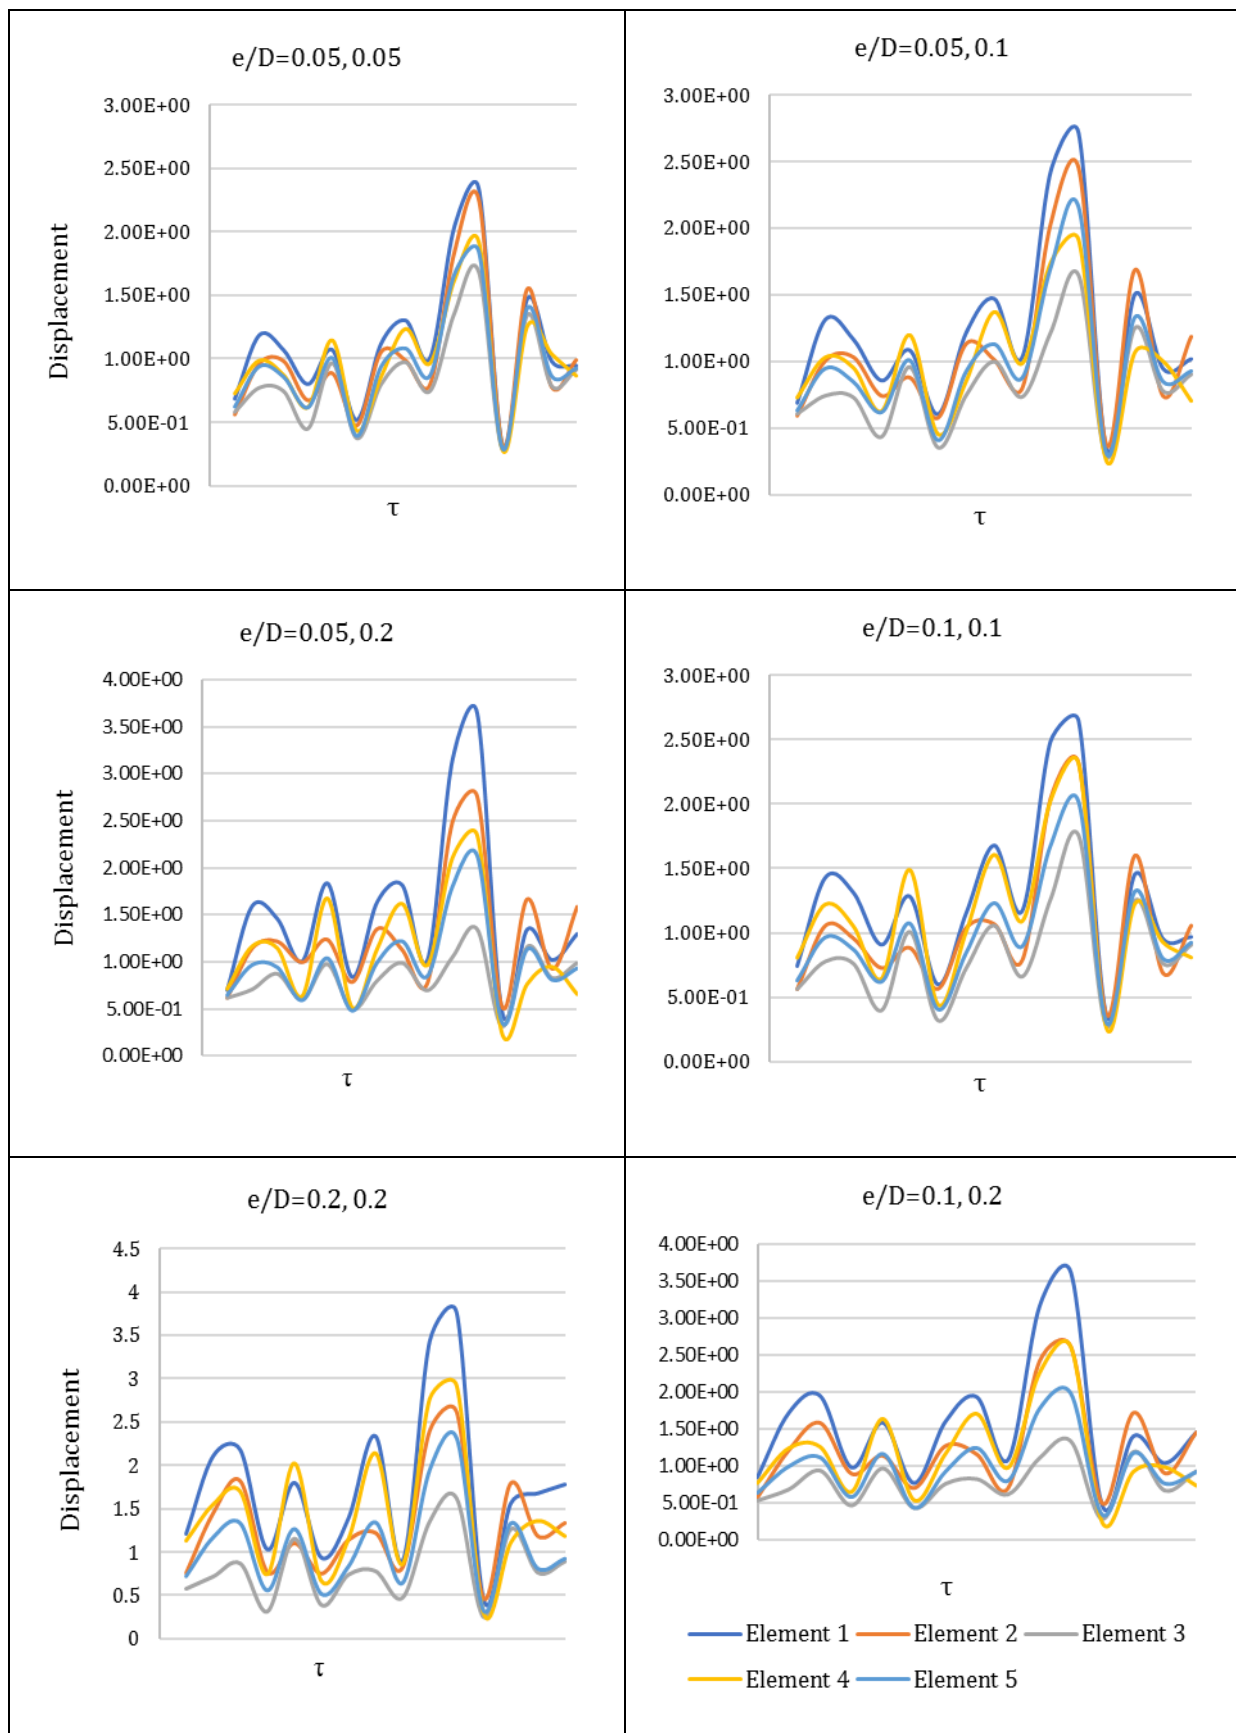 e/D=0.05, 0.05
3.00E+00
2.50E+00
2.00E+00
1.50E+00
1.00E+00
5.00E-01
0.00E+00
Displacement
τ
e/D=0.05, 0.1
3.00E+00
2.50E+00
2.00E+00
1.50E+00
1.00E+00
5.00E-01
0.00E+00
τ
e/D=0.05, 0.2
4.00E+00
3.50E+00
3.00E+00
2.50E+00
2.00E+00
1.50E+00
1.00E+00
5.00E-01
0.00E+00
Displacement
τ
e/D=0.1, 0.1
3.00E+00
2.50E+00
2.00E+00
1.50E+00
1.00E+00
5.00E-01
0.00E+00
τ
e/D=0.2, 0.2
4.5
4
3.5
3
2.5
2
1.5
1
0.5
0
Displacement
τ
e/D=0.1, 0.2
4.00E+00
3.50E+00
3.00E+00
2.50E+00
2.00E+00
1.50E+00
1.00E+00
5.00E-01
0.00E+00
τ
Element 1 Element 2 Element 3
Element 4 Element 5